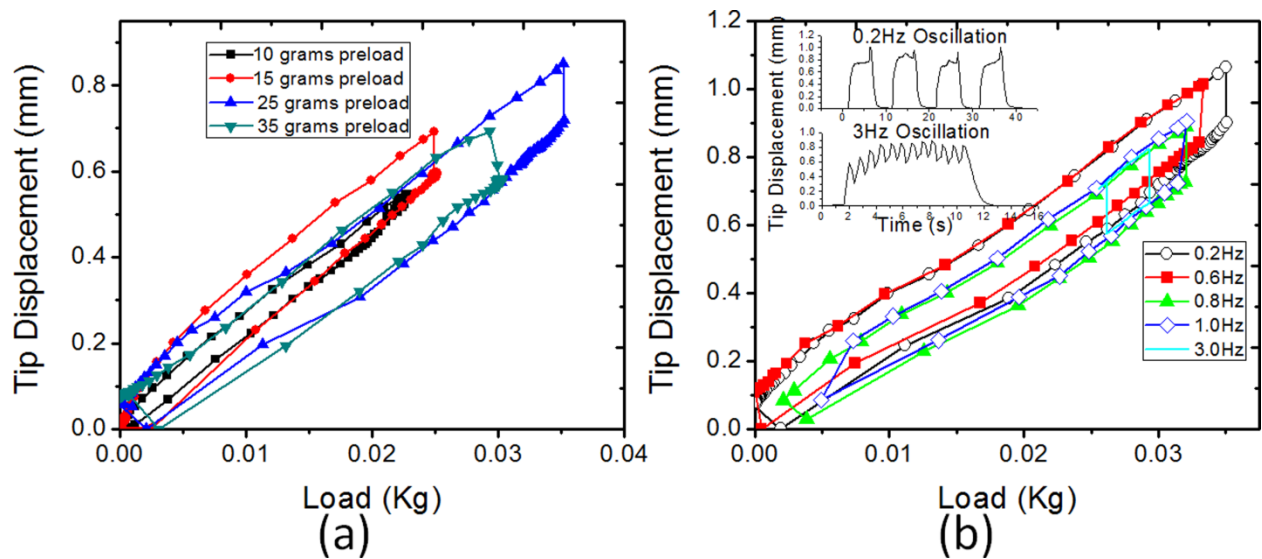 10 grams preload
15 grams preload
25 grams preload
35 grams preload
Tip Displacement (mm)
0.8
0.6
0.4
0.2
0.0
0.00 0.01 0.02 0.03 0.04
Load (Kg)
(a)
0.2Hz Oscillation
Tip Displacement (mm)
1.2
1.0
0.8
0.6
0.4
0.2
0.0
0 10 20 30 40
3Hz Oscillation
1.0
0.8
0.6
0.4
0.2
0.0
0 2 4 6 8 10 12 14 16
Time (s)
0.2Hz
0.6Hz
0.8Hz
1.0Hz
3.0Hz
Tip Displacement (mm)
1.2
1.0
0.8
0.6
0.4
0.2
0.0
0.00 0.01 0.02 0.03
Load (Kg)
(b)